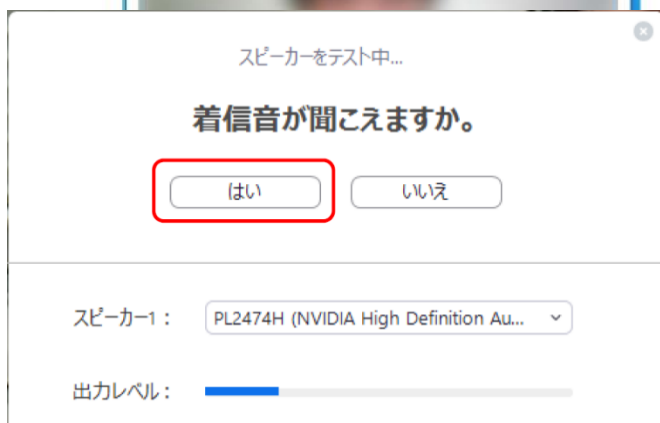 スピーカーをテスト中...
着信音が聞こえますか。
はい
いいえ
スピーカー1：
PL2474H (NVIDIA High Definition Au...
出力レベル：